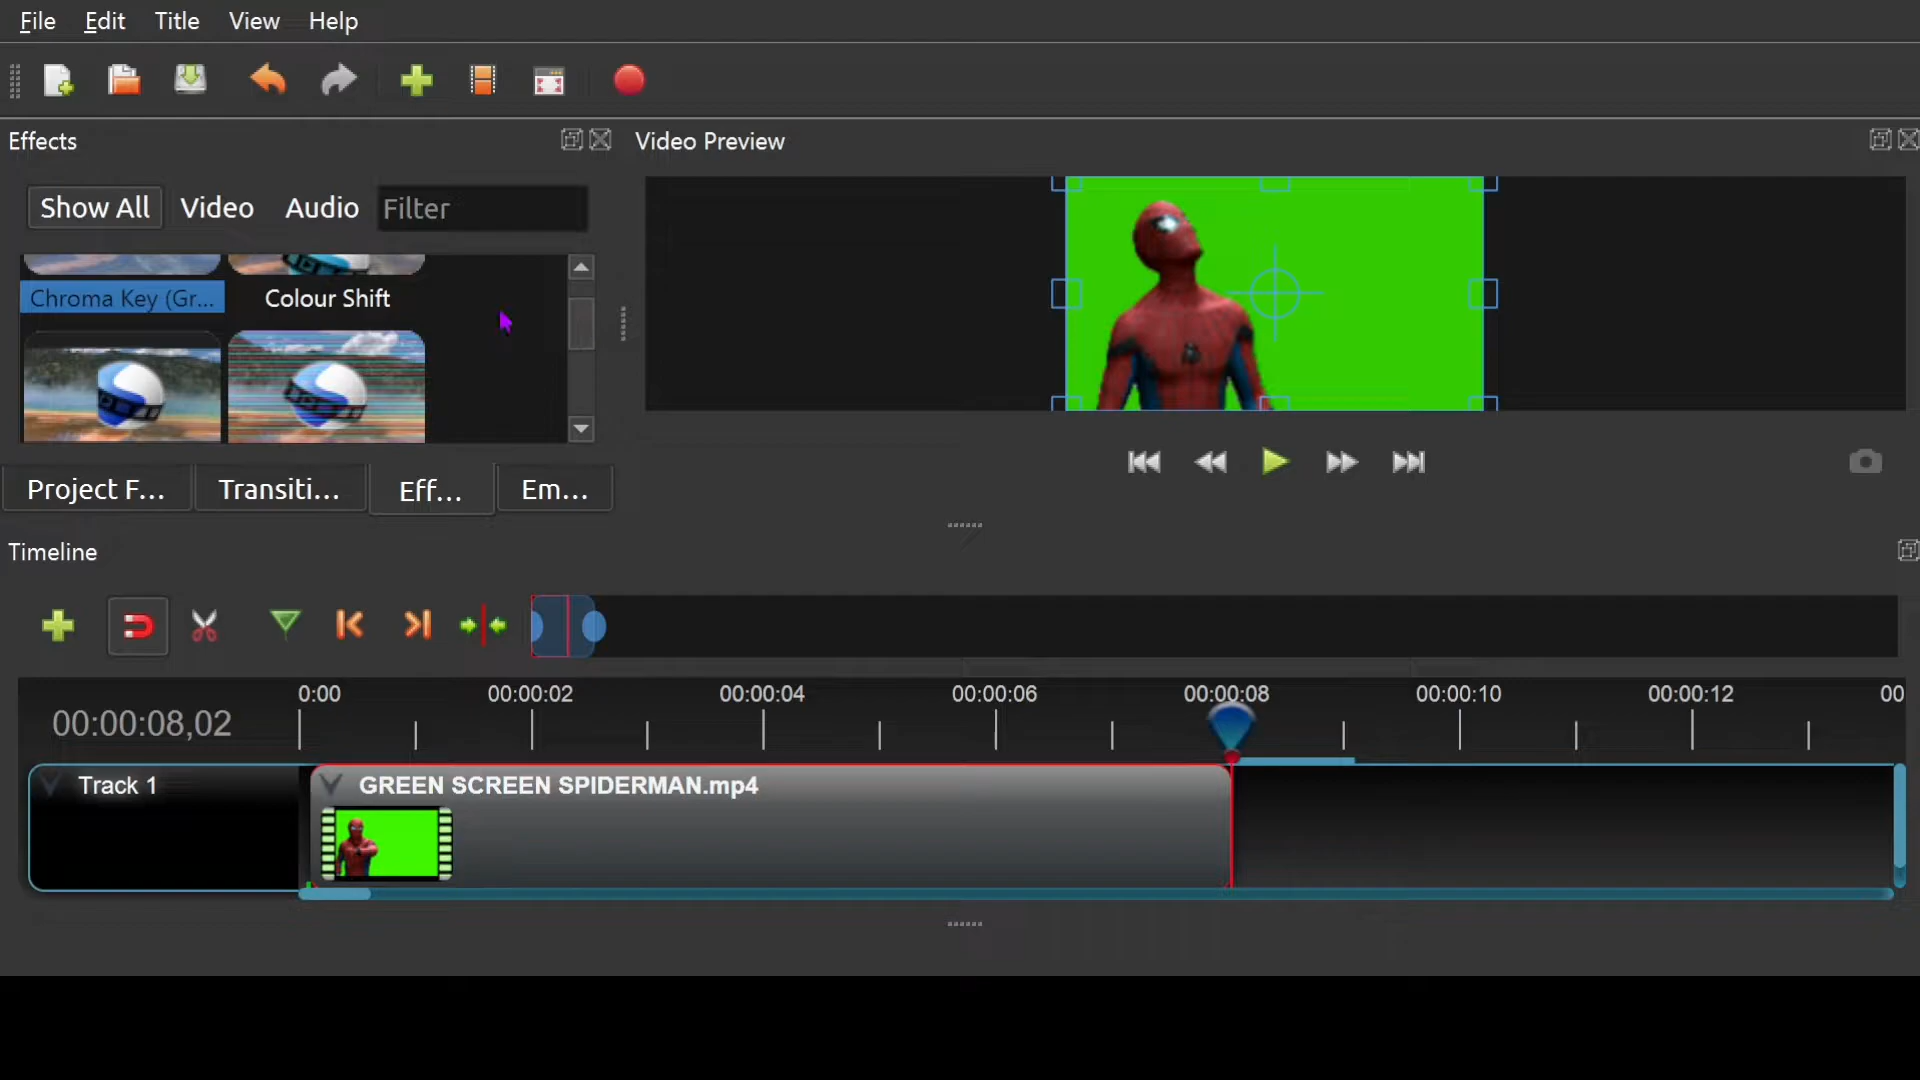 File Edit Title View Help
Effects
Video Preview
Show All Video Audio Filter
Chroma Key (Gr...
Colour Shift
Project F... Transiti... Eff... Em...
Timeline
0:00 00:00:02 00:00:04 00:00:06 00:00:08 00:00:10 00:00:12 00
00:00:08,02
Track 1
GREEN SCREEN SPIDERMAN.mp4